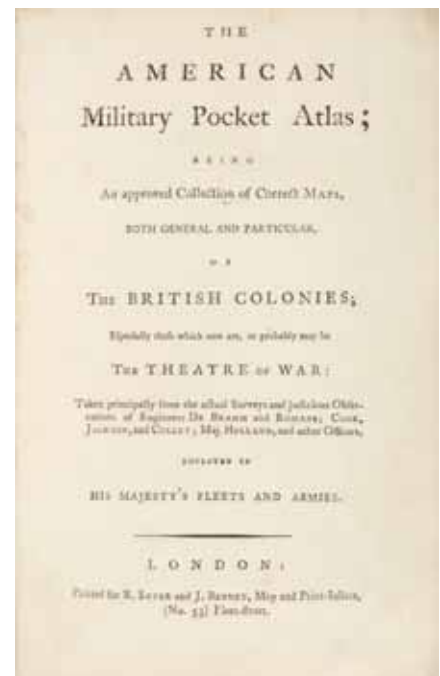 THE
AMERICAN
Military Pocket Atlas;
BEING
An approved Collection of Correct MAPS,
BOTH GENERAL AND PARTICULAR,
OF
THE BRITISH COLONIES;
Especially those which now are, or probably may be
THE THEATRE OF WAR:
Taken principally from the actual Surveys and judicious Obser-
vations of Engineers DE BRAHM and ROMANS; COOK,
JACKSON, and COLLET; Maj. HOLLAND, and other Officers,
EMPLOYED IN
HIS MAJESTY'S FLEETS AND ARMIES.
LONDON:
Printed for R. SAYER and J. BENNET, Map and Print-Sellers,
(No. 53) Fleet-street.